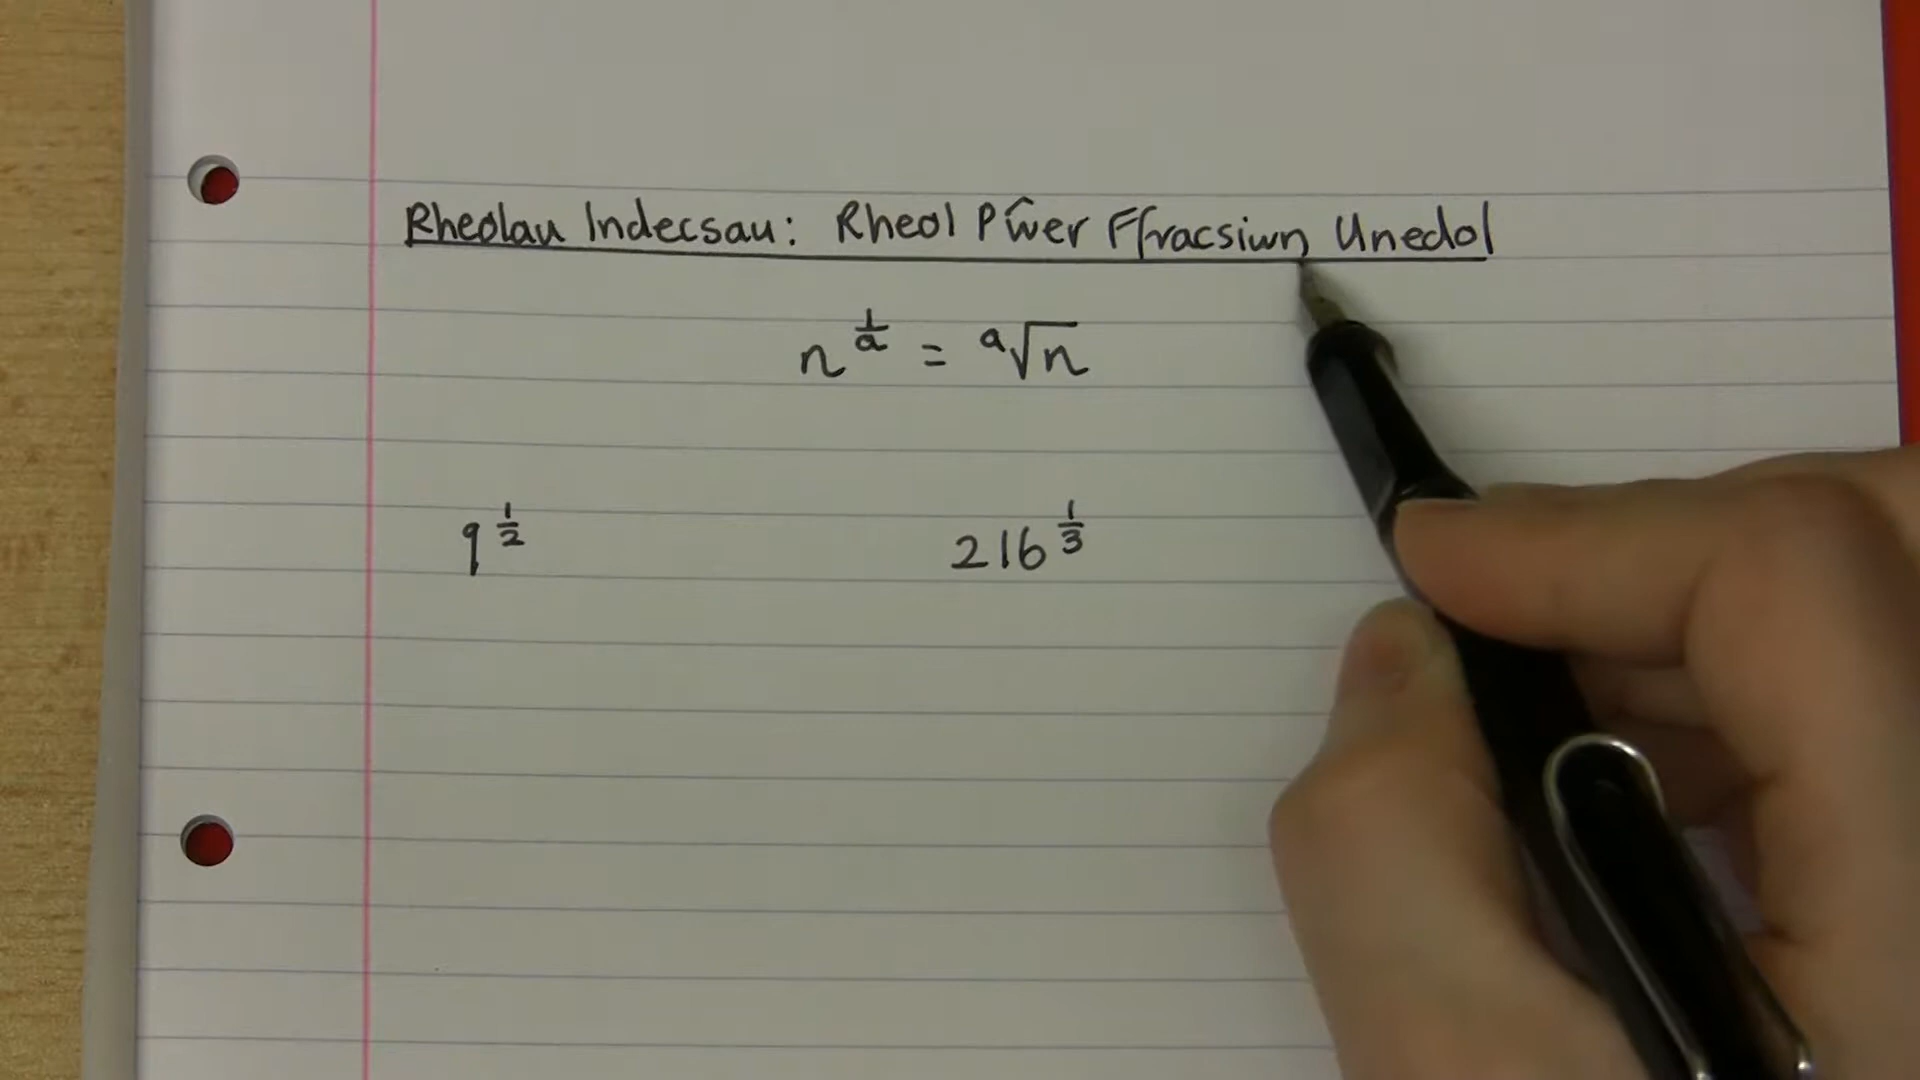 Rheolau Indecsau: Rheol Pŵer Ffracsiwn Unedol
n^{1/a} = ᵃ√n
9^{1/2} 216^{1/3}